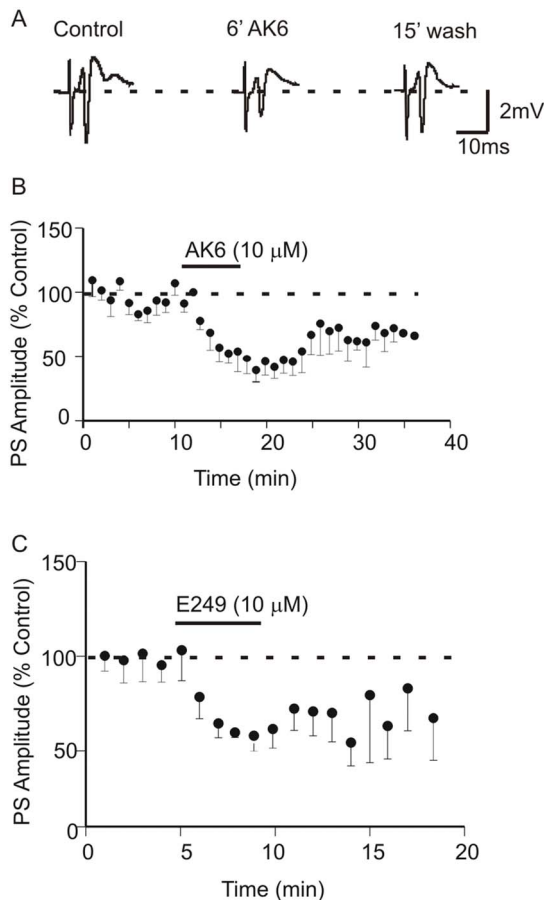 A
Control 6’ AK6 15’ wash
2mV
10ms
B
PS Amplitude (% Control)
150
100
50
0
AK6 (10 μM)
0 10 20 30 40
Time (min)
C
PS Amplitude (% Control)
150
100
50
0
E249 (10 μM)
0 5 10 15 20
Time (min)